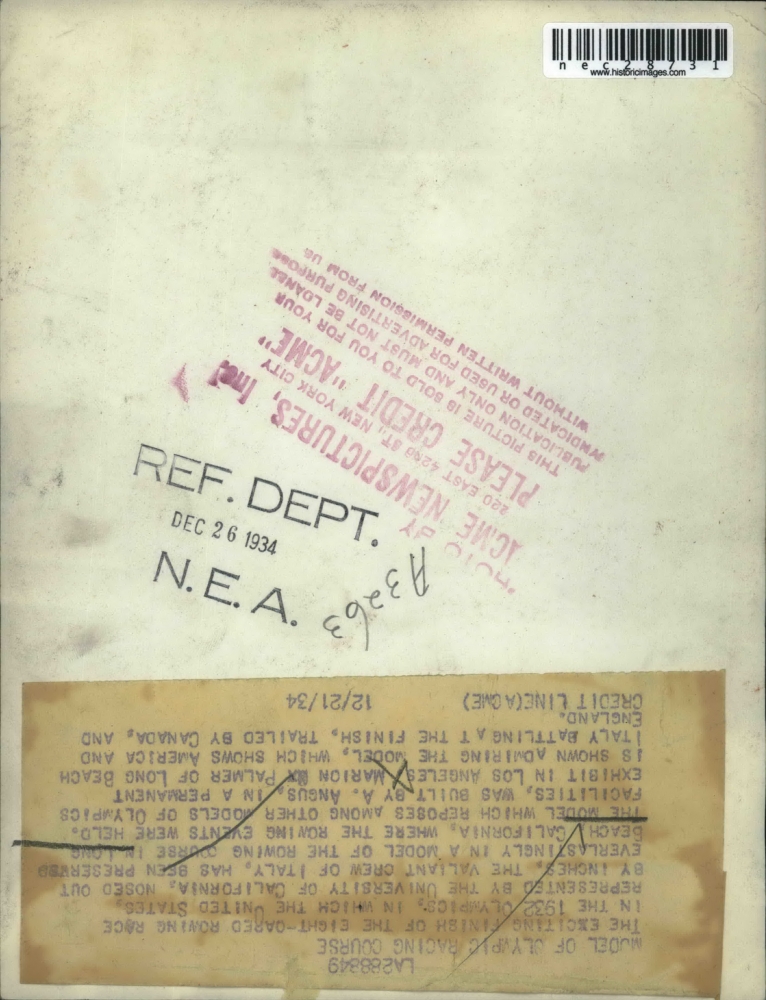 nec28731
www.historicimages.com
ACME NEWSPICTURES, Inc.
220 EAST 42ND ST., NEW YORK CITY
PLEASE CREDIT "ACME"
THIS PICTURE IS SOLD TO YOU FOR YOUR
PUBLICATION ONLY AND MUST NOT BE LOANED
SYNDICATED OR USED FOR ADVERTISING PURPOSE
WITHOUT WRITTEN PERMISSION FROM US
REF. DEPT.
DEC 26 1934
N. E. A.
A3263
MODEL OF OLYMPIC RACING COURSE
THE EXCITING FINISH OF THE EIGHT-OARED ROWING RACE
IN THE 1932 OLYMPICS, IN WHICH THE UNITED STATES,
REPRESENTED BY THE UNIVERSITY OF CALIFORNIA, NOSED OUT
BY INCHES, THE VALIANT CREW OF ITALY, HAS BEEN PRESERVED
EVERLASTINGLY IN A MODEL OF THE ROWING COURSE IN LONG
BEACH, CALIFORNIA, WHERE THE ROWING EVENTS WERE HELD.
THE MODEL WHICH REPOSES AMONG OTHER MODELS OF OLYMPICS
FACILITIES, WAS BUILT BY A. ANGUS, IN A PERMANENT
EXHIBIT IN LOS ANGELES. MARION PALMER OF LONG BEACH
IS SHOWN ADMIRING THE MODEL, WHICH SHOWS AMERICA AND
ITALY BATTLING AT THE FINISH, TRAILED BY CANADA, AND
ENGLAND.
CREDIT LINE(ACME) 12/21/34